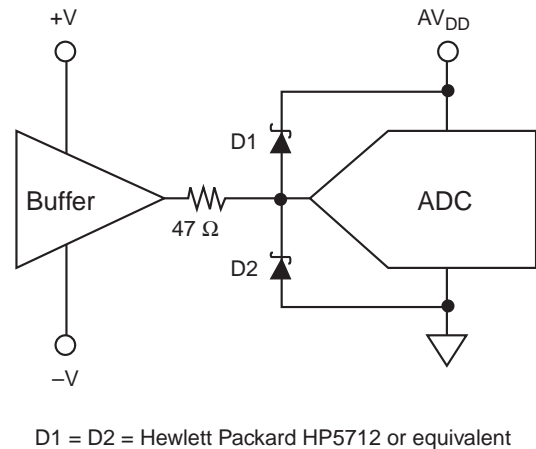 +V
AVDD
D1
Buffer
ADC
47 Ω
D2
–V
D1 = D2 = Hewlett Packard HP5712 or equivalent